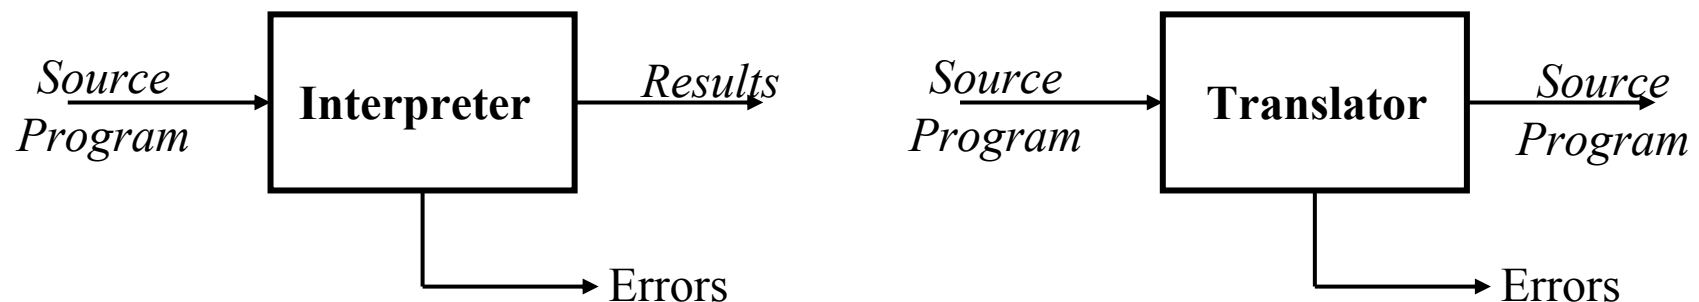 Source
Program
Interpreter
Results
Errors
Source
Program
Translator
Source
Program
Errors